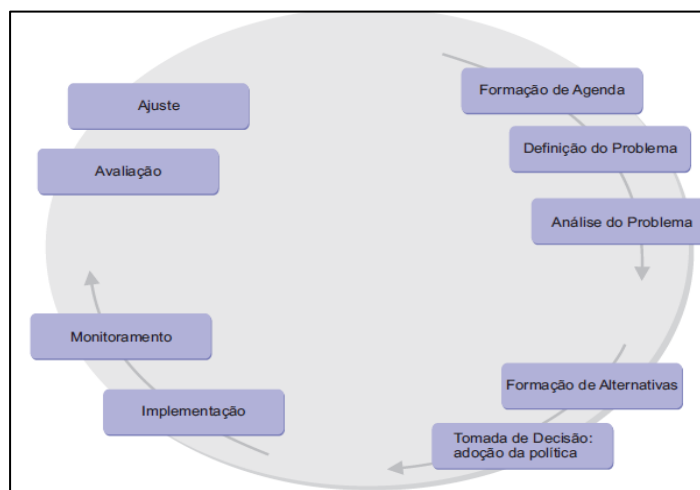 Formação de Agenda
Definição do Problema
Análise do Problema
Formação de Alternativas
Tomada de Decisão:
adoção da política
Implementação
Monitoramento
Avaliação
Ajuste